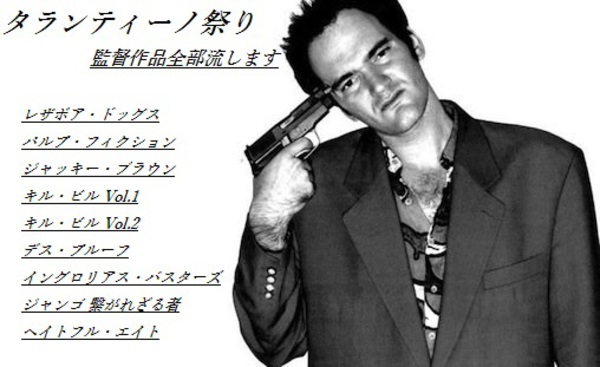 タランティーノ祭り
監督作品全部流します
レザボア・ドッグス
パルプ・フィクション
ジャッキー・ブラウン
キル・ビル Vol.1
キル・ビル Vol.2
デス・プルーフ
イングロリアス・バスターズ
ジャンゴ 繋がれざる者
ヘイトフル・エイト